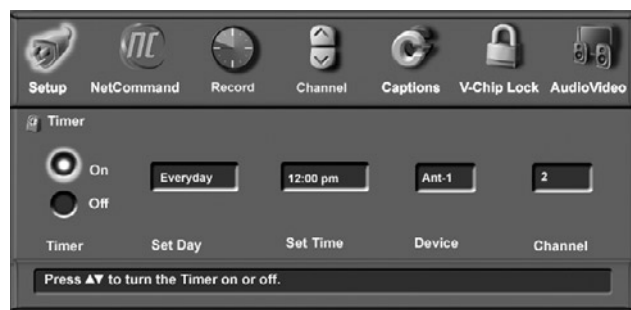 NC
Setup NetCommand Record Channel Captions V-Chip Lock AudioVideo
Timer
On
Off
Everyday 12:00 pm Ant-1 2
Timer Set Day Set Time Device Channel
Press ▲▼ to turn the Timer on or off.